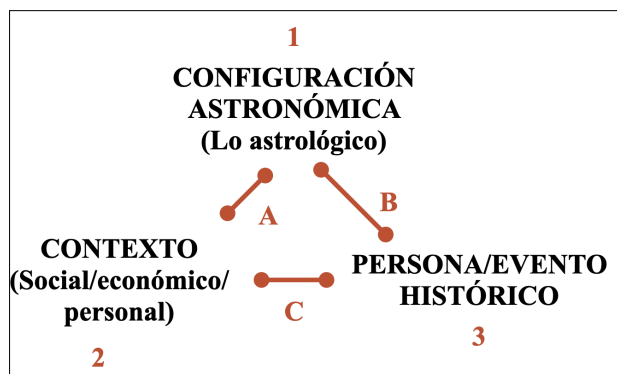 1
CONFIGURACIÓN
ASTRONÓMICA
(Lo astrológico)
A
B
CONTEXTO
(Social/económico/
personal)
2
C
PERSONA/EVENTO
HISTÓRICO
3